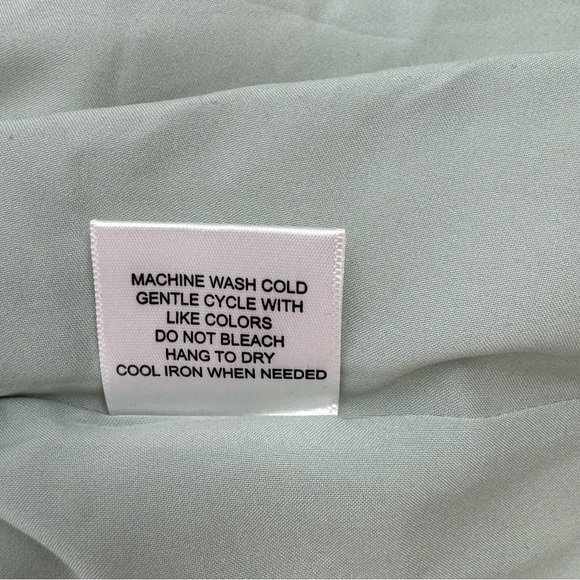 MACHINE WASH COLD
GENTLE CYCLE WITH
LIKE COLORS
DO NOT BLEACH
HANG TO DRY
COOL IRON WHEN NEEDED